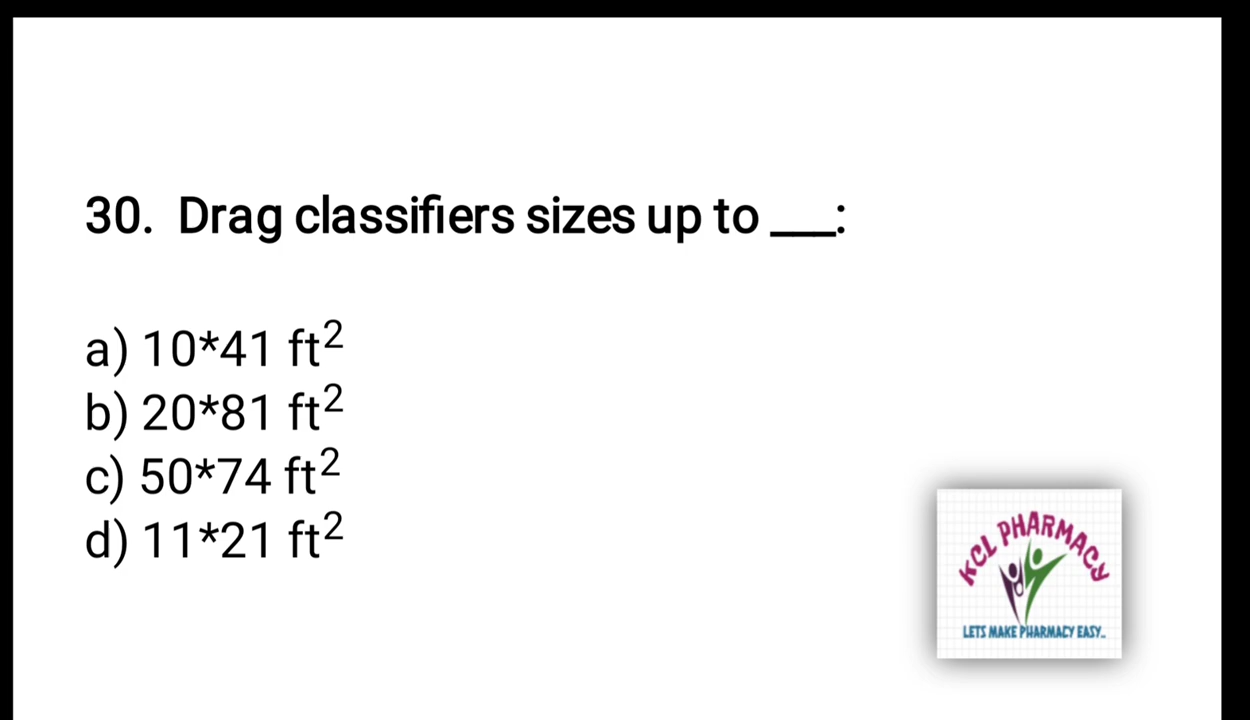 30. Drag classifiers sizes up to ___:
a) 10*41 ft²
b) 20*81 ft²
c) 50*74 ft²
d) 11*21 ft²
KCL PHARMACY
LETS MAKE PHARMACY EASY..